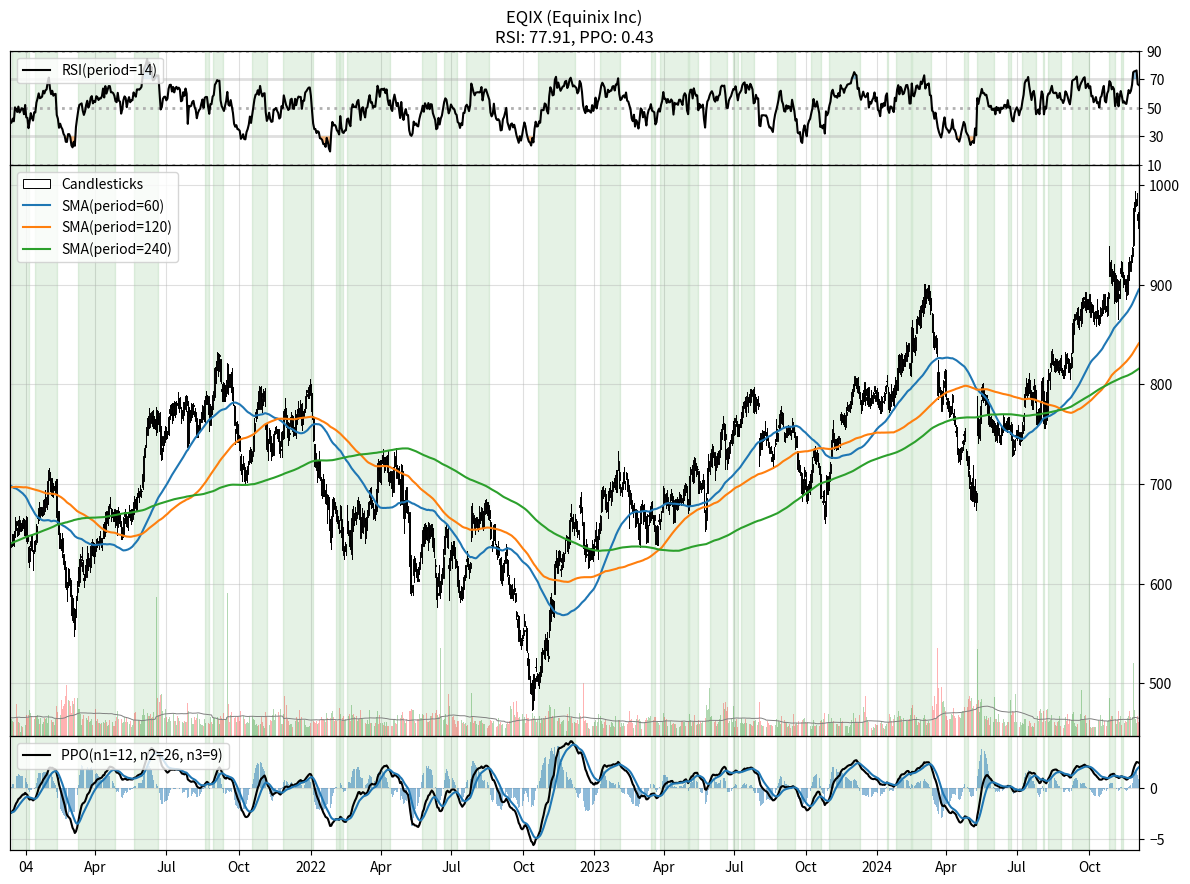 EQIX (Equinix Inc)
RSI: 77.91, PPO: 0.43
RSI(period=14)
90
70
50
30
10
Candlesticks
SMA(period=60)
SMA(period=120)
SMA(period=240)
1000
900
800
700
600
500
PPO(n1=12, n2=26, n3=9)
0
−5
04 Apr Jul Oct 2022 Apr Jul Oct 2023 Apr Jul Oct 2024 Apr Jul Oct